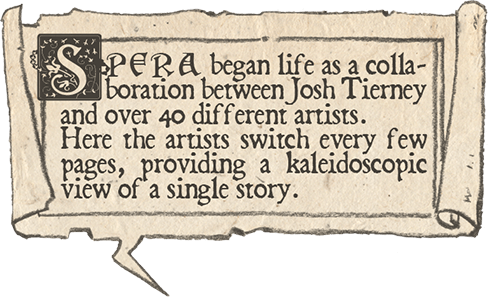 SPERA began life as a colla-
boration between Josh Tierney
and over 40 different artists.
Here the artists switch every few
pages, providing a kaleidoscopic
view of a single story.